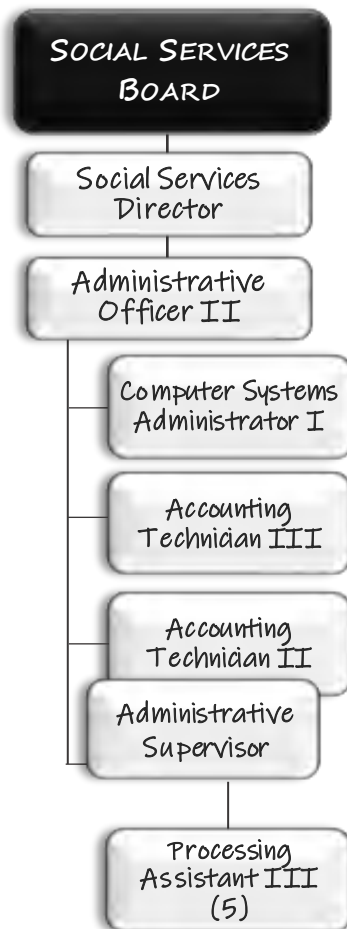 SOCIAL SERVICES
BOARD
Social Services
Director
Administrative
Officer II
Computer Systems
Administrator I
Accounting
Technician III
Accounting
Technician II
Administrative
Supervisor
Processing
Assistant III
(5)